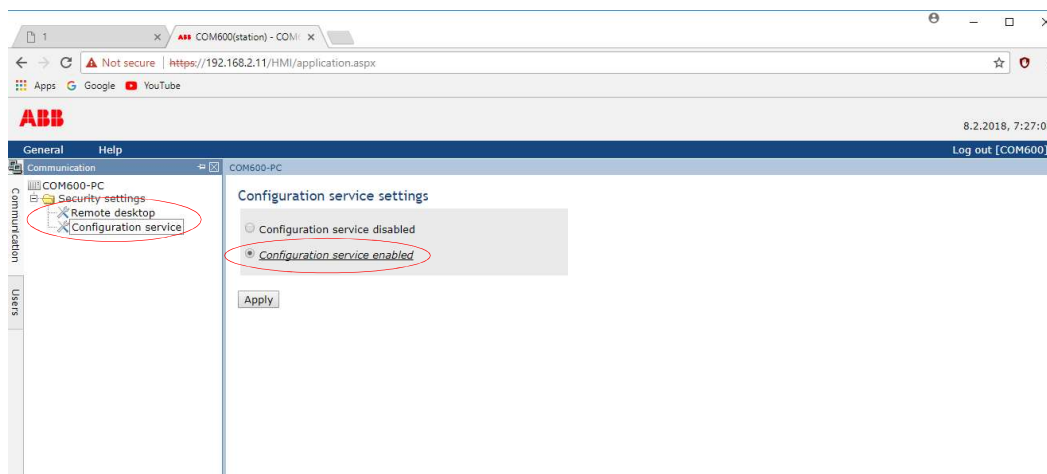 1
ABB COM600(station) - COM
Not secure | https://192.168.2.11/HMI/application.aspx
Apps G Google YouTube
ABB
8.2.2018, 7:27:0
General Help Log out [COM600]
Communication COM600-PC
COM600-PC
Security settings
Remote desktop
Configuration service
Communication
Users
Configuration service settings
Configuration service disabled
Configuration service enabled
Apply